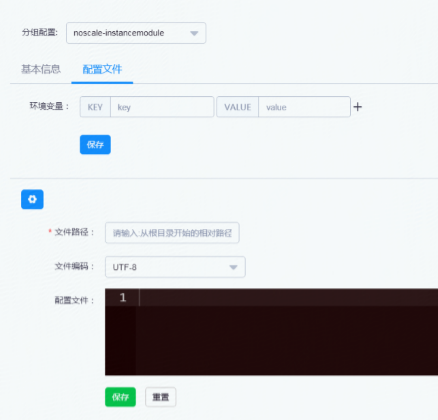 分组配置: noscale-instancemodule
基本信息 配置文件
环境变量： KEY key VALUE value +
保存
* 文件路径： 请输入 从根目录开始的相对路径
文件编码： UTF-8
配置文件： 1
保存 重置